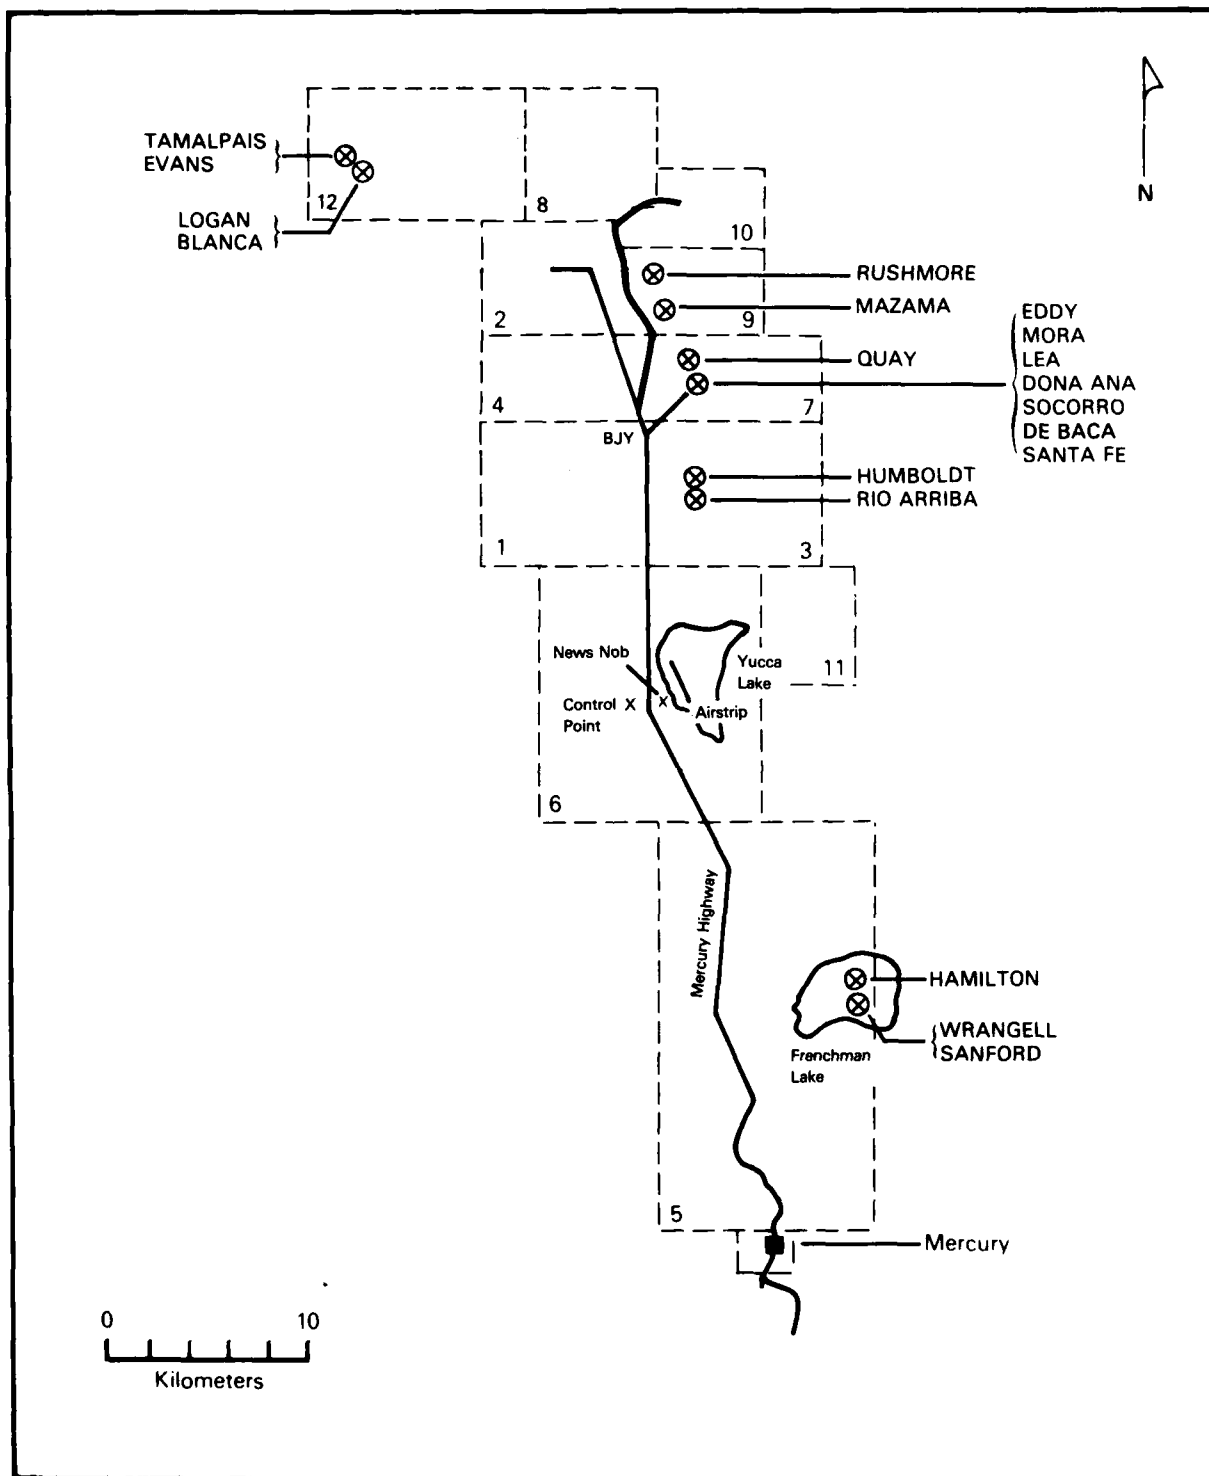 TAMALPAIS
EVANS
12
8
N
LOGAN
BLANCA
10
RUSHMORE
MAZAMA
2
9
EDDY
MORA
LEA
DONA ANA
SOCORRO
DE BACA
SANTA FE
QUAY
4
7
BJY
HUMBOLDT
RIO ARRIBA
1
3
News Nob
Yucca
Lake
11
Control
Point
X
x
Airstrip
6
Mercury Highway
HAMILTON
WRANGELL
SANFORD
Frenchman
Lake
5
Mercury
0 10
Kilometers